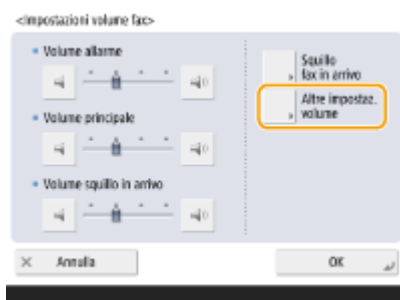 <Impostazioni volume fax>
Volume allarme
Squillo
fax in arrivo
Altre impostaz.
volume
Volume principale
Volume squillo in arrivo
Annulla
OK